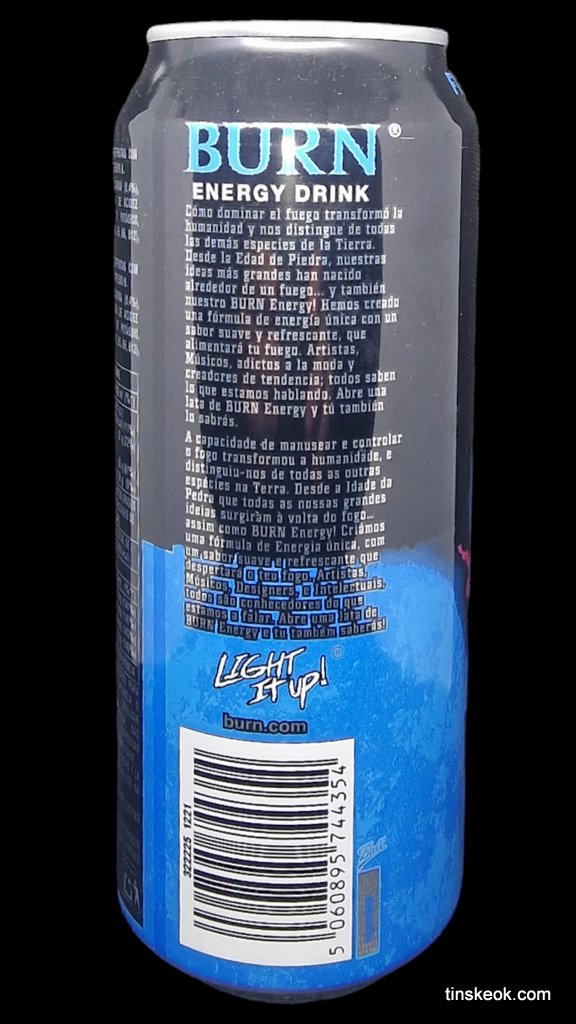 BURN®
ENERGY DRINK
Cómo dominar el fuego transformó la
humanidad y nos distingue de todas
las demás especies de la Tierra.
Desde la Edad de Piedra, nuestras
ideas más grandes han nacido
alrededor de un fuego... y también
nuestro BURN Energy! Hemos creado
una fórmula de energía única con un
sabor suave y refrescante, que
alimentará tu fuego. Artistas,
Músicos, adictos a la moda y
creadores de tendencia; todos saben
lo que estamos hablando. Abre una
lata de BURN Energy y tú también
lo sabrás.
A capacidade de manusear e controlar
o fogo transformou a humanidade, e
distinguiu-nos de todas as outras
espécies na Terra. Desde a Idade da
Pedra que todas as nossas grandes
ideias surgiram à volta do fogo...
assim como BURN Energy! Criámos
uma fórmula de Energia única, com
um sabor suave e refrescante que
despertará o teu fogo. Artistas,
Músicos, Designers, e Intelectuais,
todos são conhecedores do que
estamos a falar. Abre uma lata de
BURN Energy e tu também saberás!
LIGHT
IT UP!®
burn.com
322225 1221
5 060895 744354
Ball
tinskeok.com